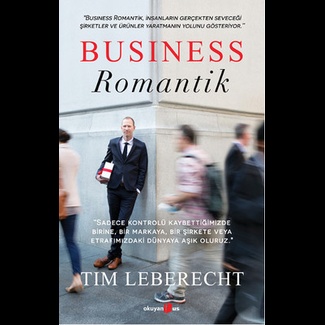 "BUSINESS ROMANTİK, İNSANLARIN GERÇEKTEN SEVECEĞİ
ŞİRKETLER VE ÜRÜNLER YARATMANIN YOLUNU GÖSTERİYOR."
BUSINESS
Romantik
"SADECE KONTROLÜ KAYBETTİĞİMİZDE
BİRİNE, BİR MARKAYA, BİR ŞİRKETE VEYA
ETRAFIMIZDAKİ DÜNYAYA AŞIK OLURUZ."
TIM LEBERECHT
okuyan us